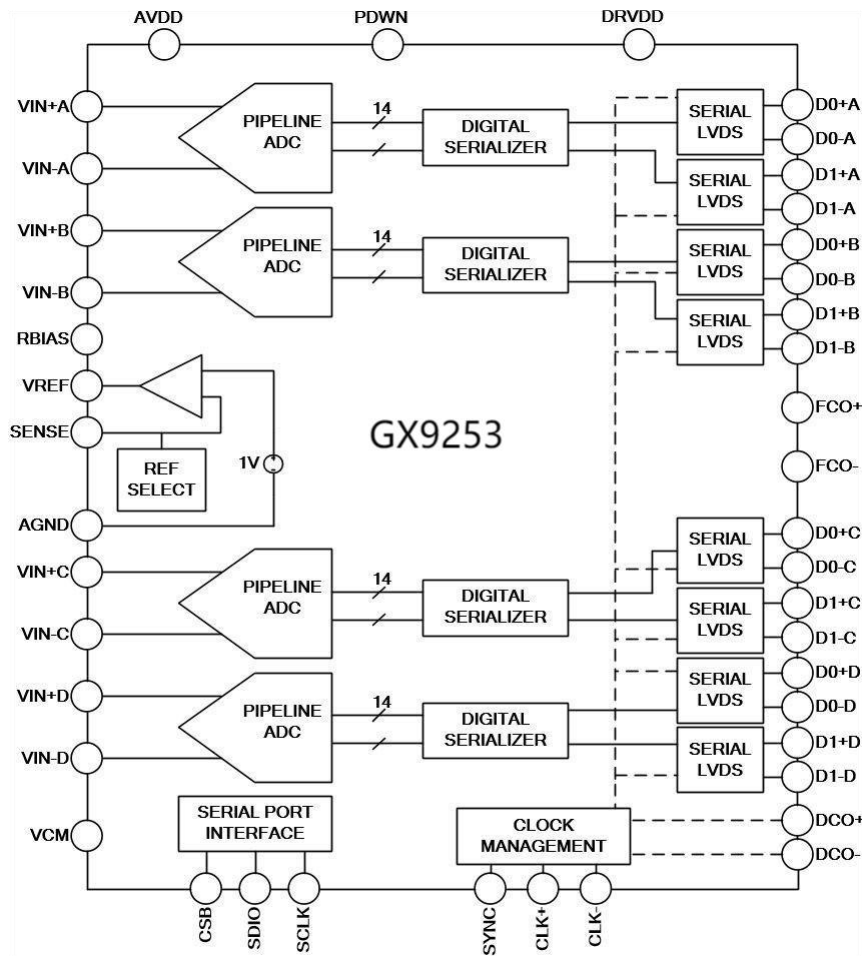 AVDD
PDWN
DRVDD
VIN+A
VIN-A
VIN+B
VIN-B
RBIAS
VREF
SENSE
AGND
VIN+C
VIN-C
VIN+D
VIN-D
VCM
PIPELINE
ADC
14
DIGITAL
SERIALIZER
SERIAL
LVDS
SERIAL
LVDS
PIPELINE
ADC
14
DIGITAL
SERIALIZER
SERIAL
LVDS
SERIAL
LVDS
REF
SELECT
1V
GX9253
PIPELINE
ADC
14
DIGITAL
SERIALIZER
SERIAL
LVDS
SERIAL
LVDS
PIPELINE
ADC
14
DIGITAL
SERIALIZER
SERIAL
LVDS
SERIAL
LVDS
SERIAL PORT
INTERFACE
CLOCK
MANAGEMENT
D0+A
D0-A
D1+A
D1-A
D0+B
D0-B
D1+B
D1-B
FCO+
FCO-
D0+C
D0-C
D1+C
D1-C
D0+D
D0-D
D1+D
D1-D
DCO+
DCO-
CSB
SDIO
SCLK
SYNC
CLK+
CLK-